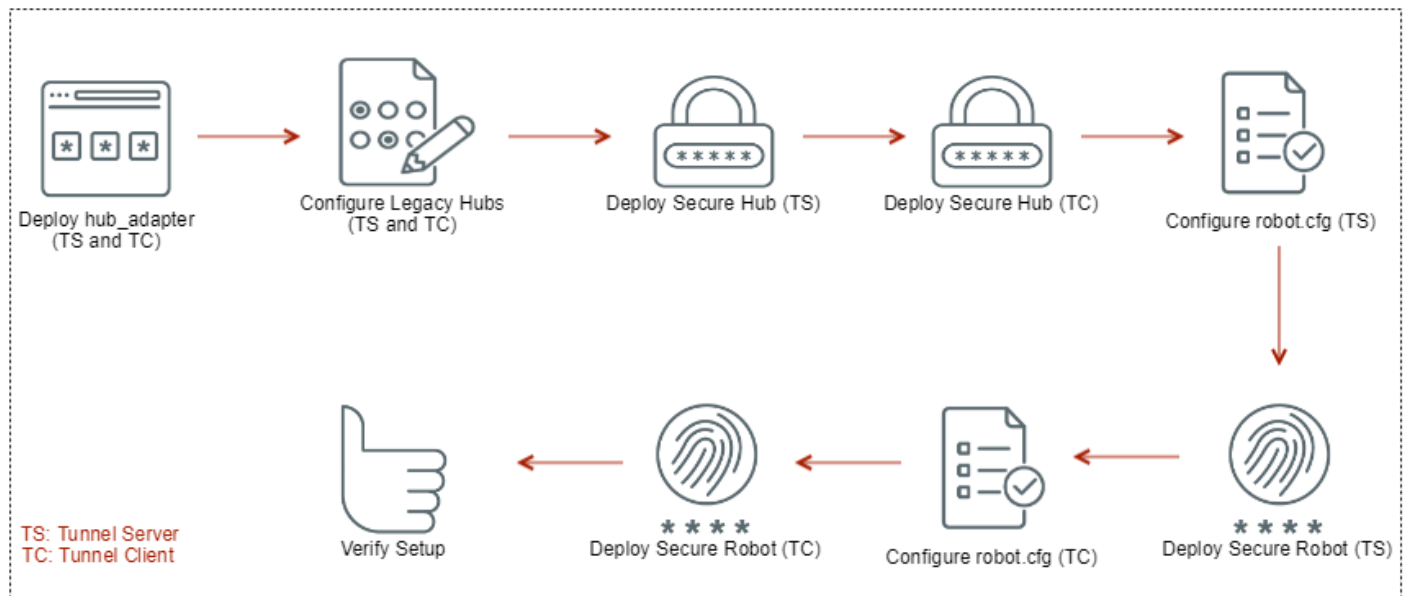 Deploy hub_adapter
(TS and TC)
Configure Legacy Hubs
(TS and TC)
*****
Deploy Secure Hub (TS)
*****
Deploy Secure Hub (TC)
Configure robot.cfg (TS)
****
Deploy Secure Robot (TS)
Configure robot.cfg (TC)
****
Deploy Secure Robot (TC)
Verify Setup
TS: Tunnel Server
TC: Tunnel Client